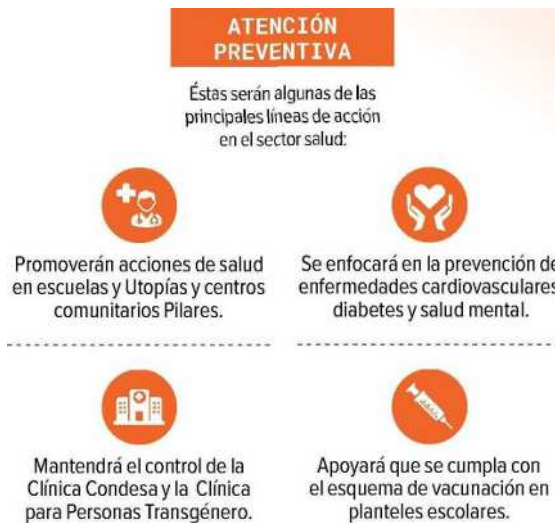 ATENCIÓN
PREVENTIVA
Éstas serán algunas de las
principales líneas de acción
en el sector salud:
Promoverán acciones de salud
en escuelas y Utopías y centros
comunitarios Pilares.
Se enfocará en la prevención de
enfermedades cardiovasculares
diabetes y salud mental.
Mantendrá el control de la
Clínica Condesa y la Clínica
para Personas Transgénero.
Apoyará que se cumpla con
el esquema de vacunación en
planteles escolares.